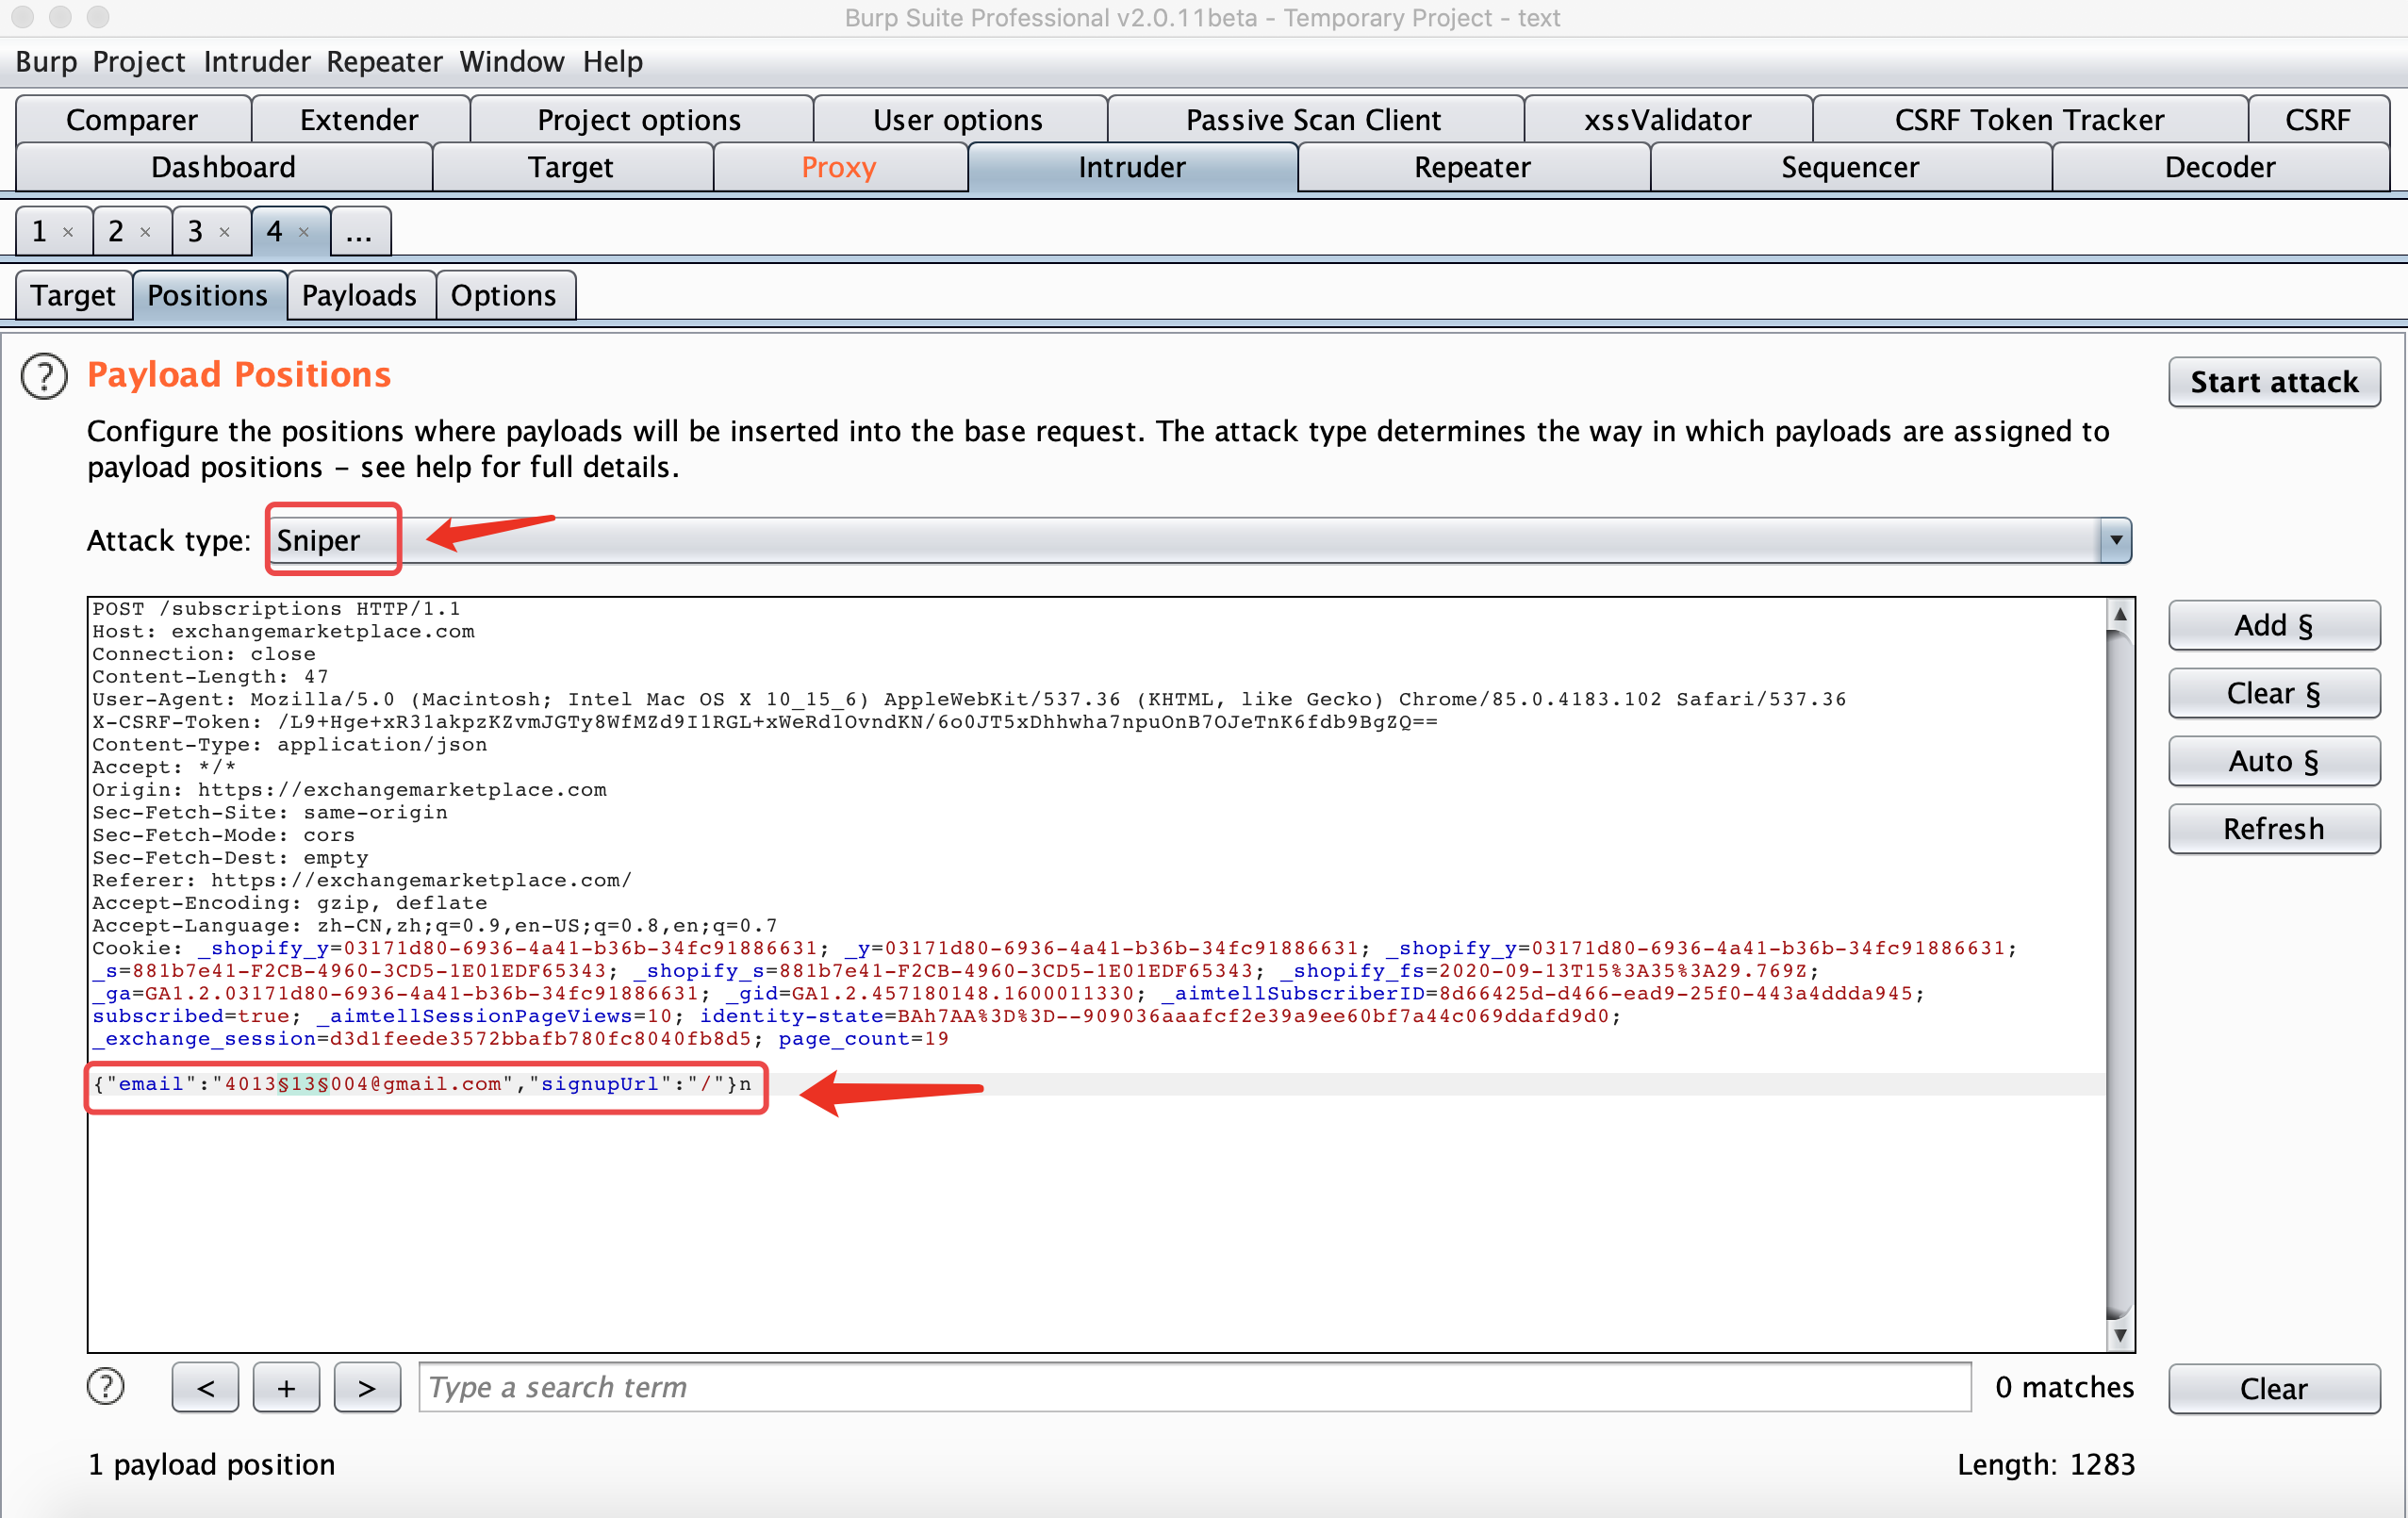 Burp Suite Professional v2.0.11beta - Temporary Project - text
Burp Project Intruder Repeater Window Help
Comparer Extender Project options User options Passive Scan Client xssValidator CSRF Token Tracker CSRF
Dashboard Target Proxy Intruder Repeater Sequencer Decoder
1 × 2 × 3 × 4 × ...
Target Positions Payloads Options
? Payload Positions
Start attack
Configure the positions where payloads will be inserted into the base request. The attack type determines the way in which payloads are assigned to
payload positions – see help for full details.
Attack type: Sniper
POST /subscriptions HTTP/1.1
Host: exchangemarketplace.com
Connection: close
Content-Length: 47
User-Agent: Mozilla/5.0 (Macintosh; Intel Mac OS X 10_15_6) AppleWebKit/537.36 (KHTML, like Gecko) Chrome/85.0.4183.102 Safari/537.36
X-CSRF-Token: /L9+Hge+xR31akpzKZvmJGTy8WfMZd9I1RGL+xWeRd1OvndKN/6o0JT5xDhhwha7npuOnB7OJeTnK6fdb9BgZQ==
Content-Type: application/json
Accept: */*
Origin: https://exchangemarketplace.com
Sec-Fetch-Site: same-origin
Sec-Fetch-Mode: cors
Sec-Fetch-Dest: empty
Referer: https://exchangemarketplace.com/
Accept-Encoding: gzip, deflate
Accept-Language: zh-CN,zh;q=0.9,en-US;q=0.8,en;q=0.7
Cookie: _shopify_y=03171d80-6936-4a41-b36b-34fc91886631; _y=03171d80-6936-4a41-b36b-34fc91886631; _shopify_y=03171d80-6936-4a41-b36b-34fc91886631;
_s=881b7e41-F2CB-4960-3CD5-1E01EDF65343; _shopify_s=881b7e41-F2CB-4960-3CD5-1E01EDF65343; _shopify_fs=2020-09-13T15%3A35%3A29.769Z;
_ga=GA1.2.03171d80-6936-4a41-b36b-34fc91886631; _gid=GA1.2.457180148.1600011330; _aimtellSubscriberID=8d66425d-d466-ead9-25f0-443a4ddda945;
subscribed=true; _aimtellSessionPageViews=10; identity-state=BAh7AA%3D%3D--909036aaafcf2e39a9ee60bf7a44c069ddafd9d0;
_exchange_session=d3d1feede3572bbafb780fc8040fb8d5; page_count=19
{"email":"4013§13§004@gmail.com","signupUrl":"/"}n
Add §
Clear §
Auto §
Refresh
? < + > Type a search term 0 matches Clear
1 payload position Length: 1283